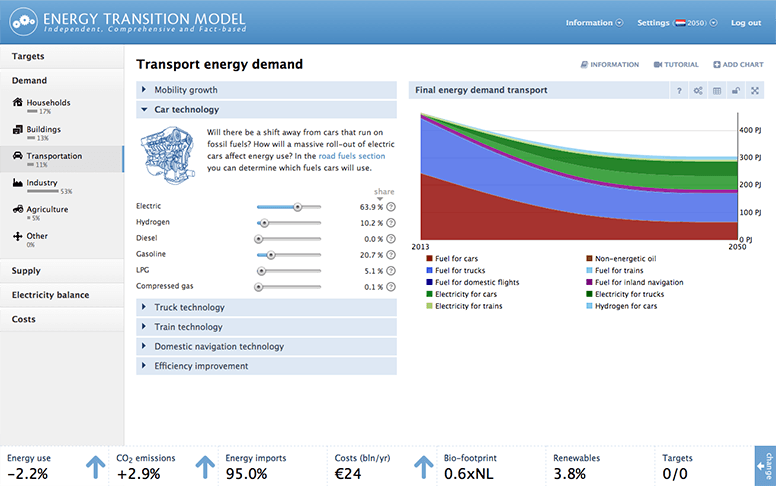 ENERGY TRANSITION MODEL
Independent, Comprehensive and Fact-based
Information
Settings
2050
Log out
Targets
Demand
Households
17%
Buildings
13%
Transportation
11%
Industry
53%
Agriculture
5%
Other
0%
Supply
Electricity balance
Costs
Transport energy demand
INFORMATION
TUTORIAL
ADD CHART
Mobility growth
Car technology
Will there be a shift away from cars that run on
fossil fuels? How will a massive roll-out of electric
cars affect energy use? In the road fuels section
you can determine which fuels cars will use.
share
Electric 63.9 % ?
Hydrogen 10.2 % ?
Diesel 0.0 % ?
Gasoline 20.7 % ?
LPG 5.1 % ?
Compressed gas 0.1 % ?
Truck technology
Train technology
Domestic navigation technology
Efficiency improvement
Final energy demand transport
?
400 PJ
300 PJ
200 PJ
100 PJ
0 PJ
2013
2050
Fuel for cars
Non-energetic oil
Fuel for trucks
Fuel for trains
Fuel for domestic flights
Fuel for inland navigation
Electricity for cars
Electricity for trucks
Electricity for trains
Hydrogen for cars
Energy use
-2.2%
CO2 emissions
+2.9%
Energy imports
95.0%
Costs (bln/yr)
€24
Bio-footprint
0.6xNL
Renewables
3.8%
Targets
0/0
change